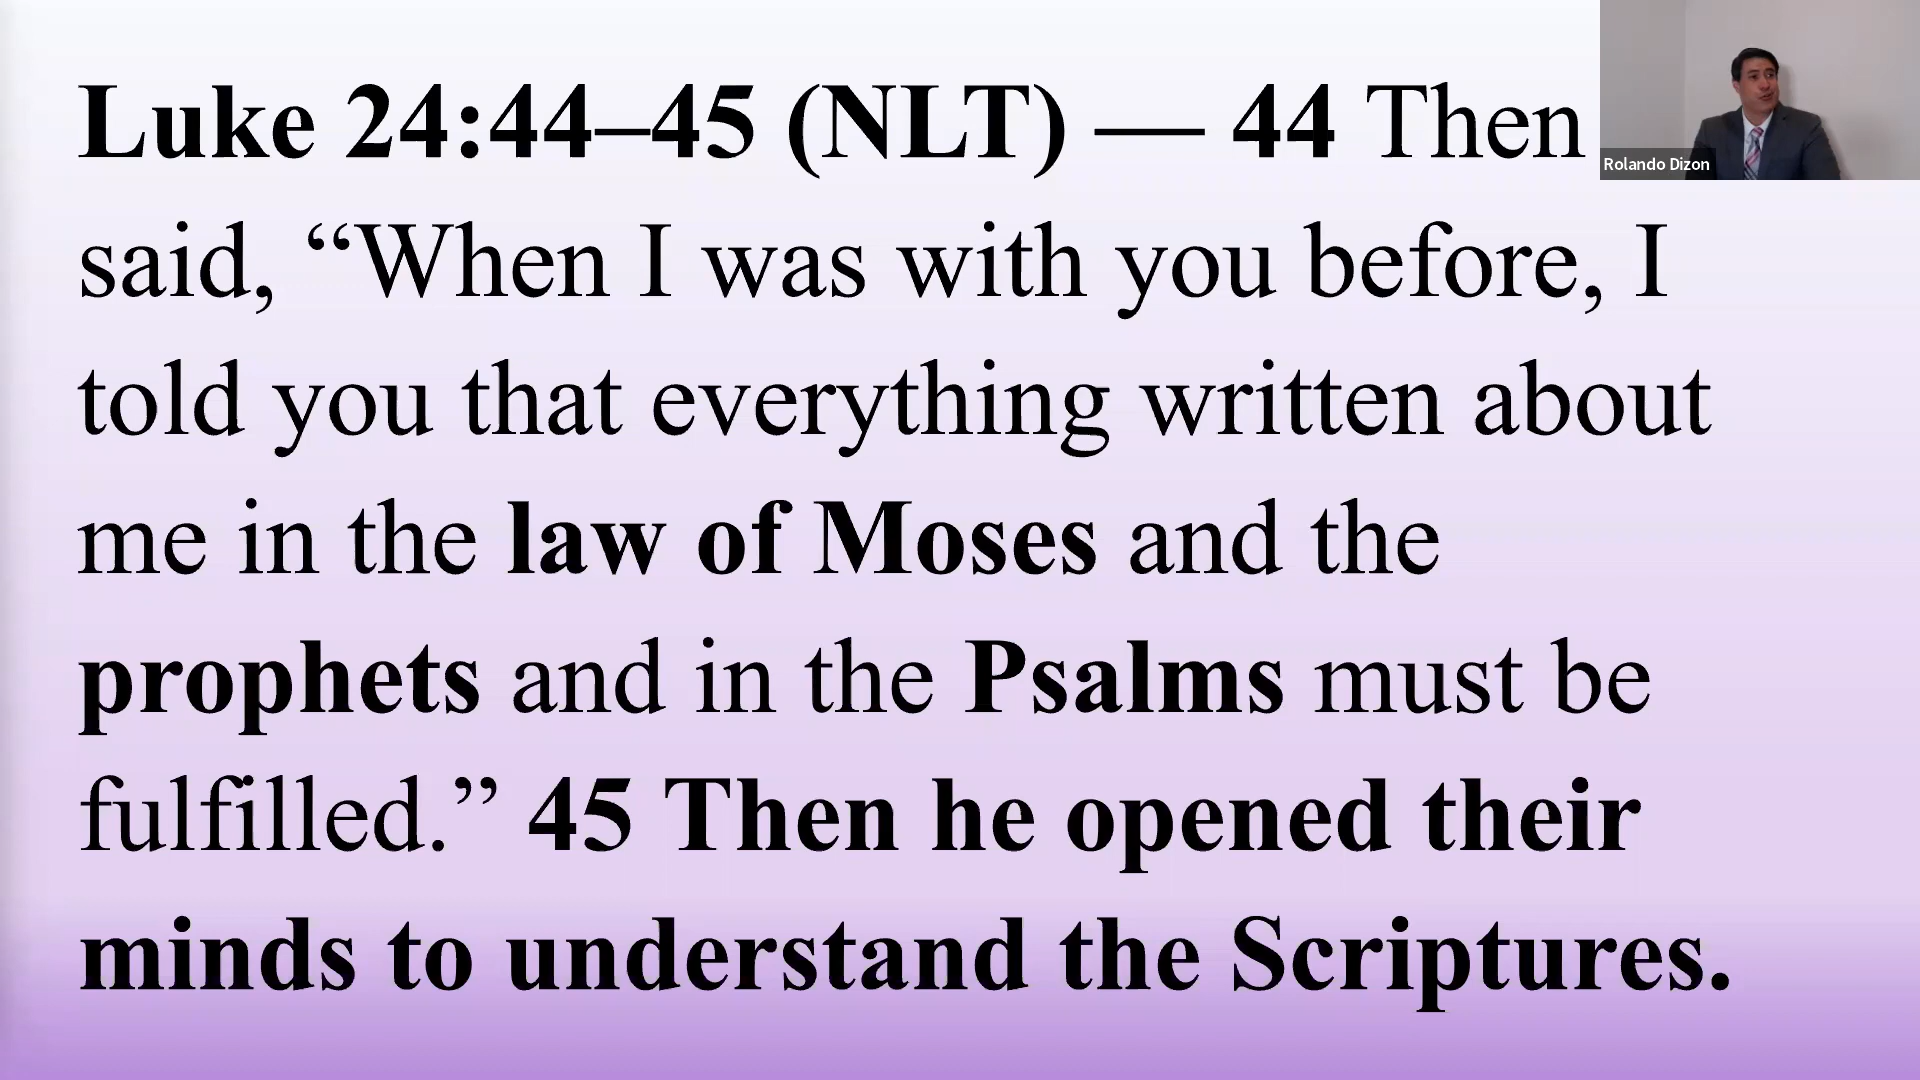 Luke 24:44–45 (NLT) — 44 Then
said, “When I was with you before, I
told you that everything written about
me in the law of Moses and the
prophets and in the Psalms must be
fulfilled.” 45 Then he opened their
minds to understand the Scriptures.
Rolando Dizon